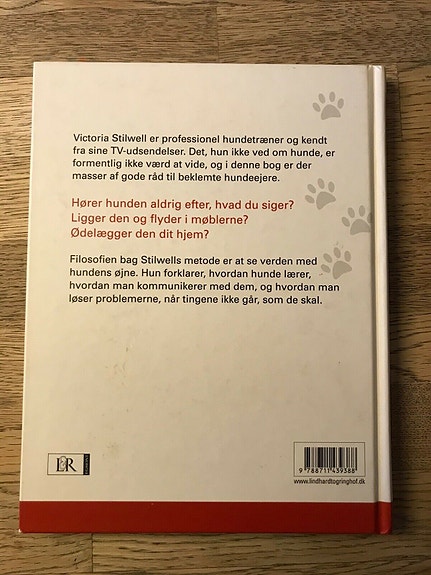 Victoria Stilwell er professionel hundetræner og kendt
fra sine TV-udsendelser. Det, hun ikke ved om hunde, er
formentlig ikke værd at vide, og i denne bog er der
masser af gode råd til beklemte hundeejere.
Hører hunden aldrig efter, hvad du siger?
Ligger den og flyder i møblerne?
Ødelægger den dit hjem?
Filosofien bag Stilwells metode er at se verden med
hundens øjne. Hun forklarer, hvordan hunde lærer,
hvordan man kommunikerer med dem, og hvordan man
løser problemerne, når tingene ikke går, som de skal.
L&R
9 788711 439388
www.lindhardtogringhof.dk